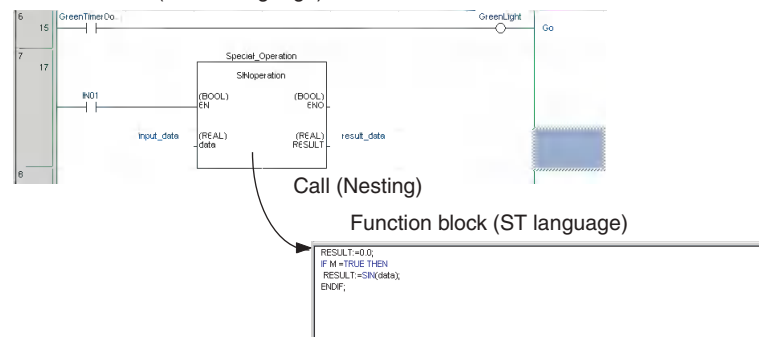 6
GreenTimerDo...
GreenLight
15
Go
7
17
Special_Operation
SINoperation
IN01
(BOOL)
EN
(BOOL)
ENO
input_data
(REAL)
data
(REAL)
RESULT
result_data
8
Call (Nesting)
Function block (ST language)
RESULT:=0.0;
IF M =TRUE THEN
RESULT:=SIN(data);
ENDIF;